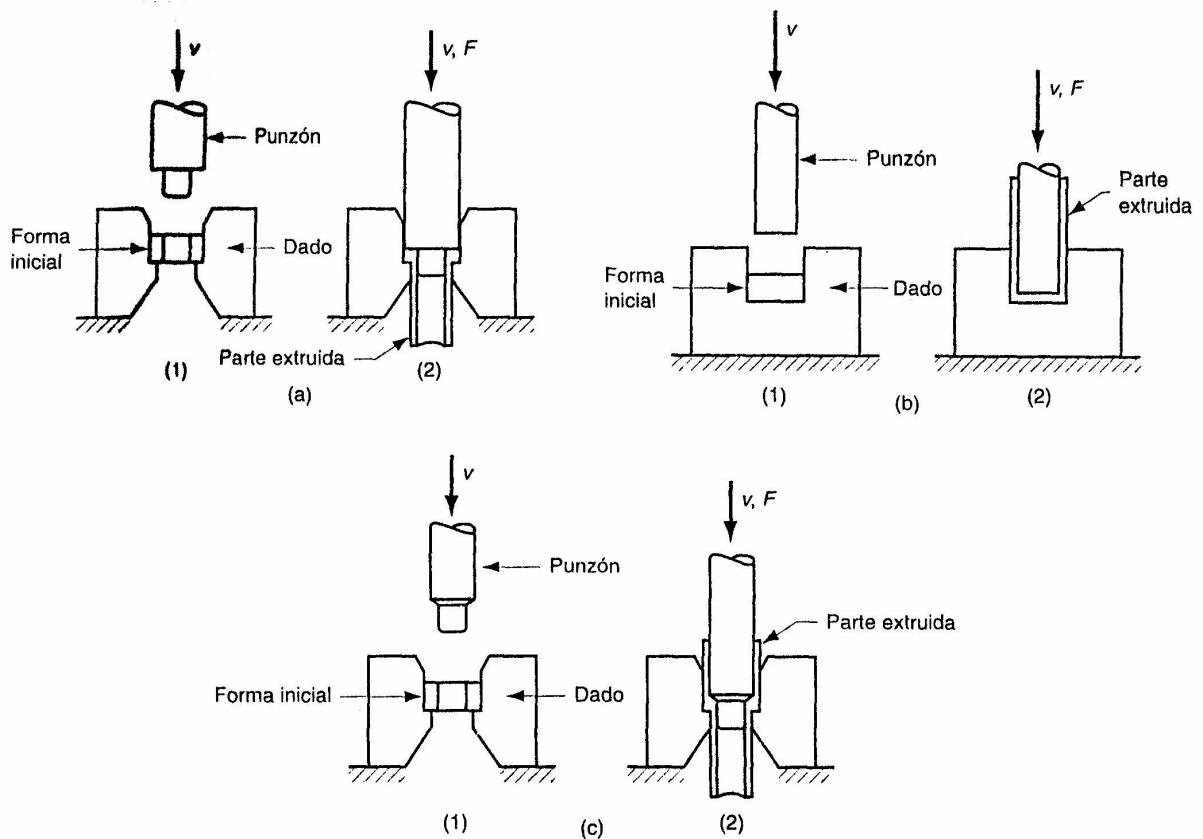 v
v, F
Punzón
Forma
inicial
Dado
Parte extruida
(1)
(2)
(a)
v
v, F
Punzón
Parte
extruida
Forma
inicial
Dado
(1)
(2)
(b)
v
v, F
Punzón
Parte extruida
Forma inicial
Dado
(1)
(2)
(c)